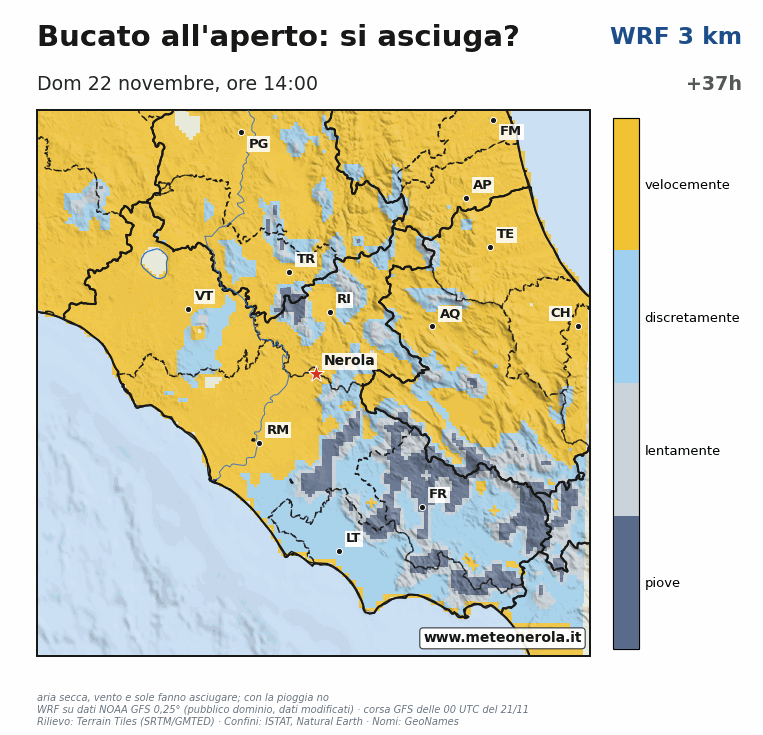 Bucato all'aperto: si asciuga?
WRF 3 km
Dom 22 novembre, ore 14:00
+37h
FM
PG
AP
TE
TR
VT
RI
AQ
CH
Nerola
RM
FR
LT
www.meteonerola.it
velocemente
discretamente
lentamente
piove
aria secca, vento e sole fanno asciugare; con la pioggia no
WRF su dati NOAA GFS 0,25° (pubblico dominio, dati modificati) · corsa GFS delle 00 UTC del 21/11
Rilievo: Terrain Tiles (SRTM/GMTED) · Confini: ISTAT, Natural Earth · Nomi: GeoNames